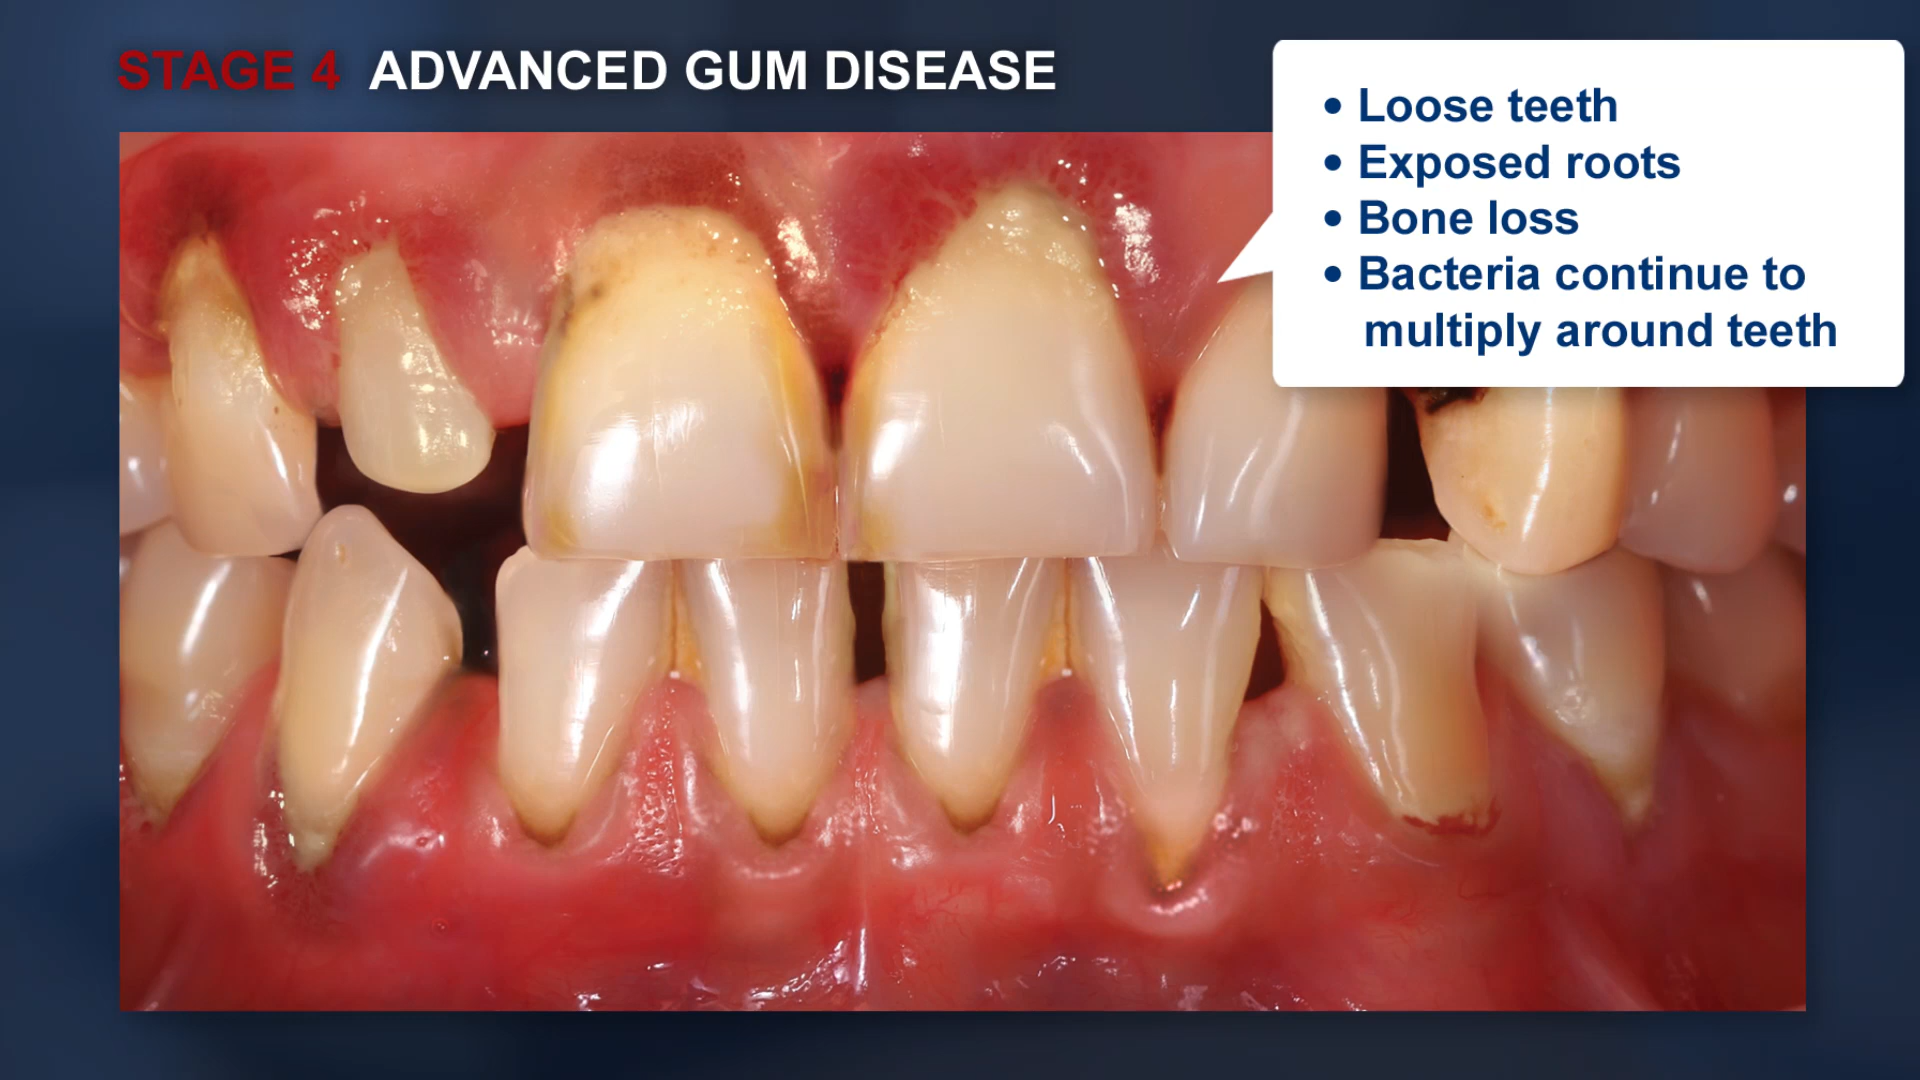 STAGE 4 ADVANCED GUM DISEASE
• Loose teeth
• Exposed roots
• Bone loss
• Bacteria continue to
multiply around teeth